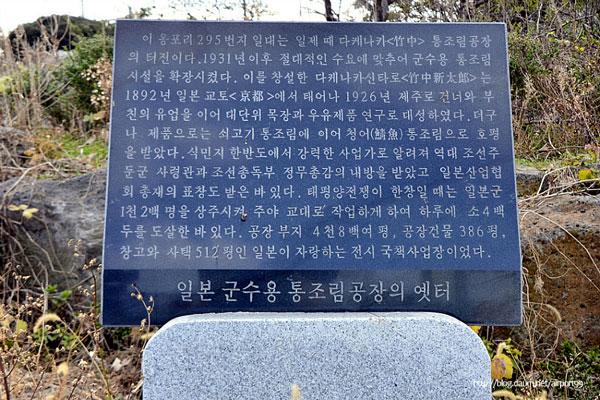 이 옹포리 295번지 일대는 일제 때 다케나카<竹中> 통조림공장
의 터전이다. 1931년 이후 절대적인 수요에 맞추어 군수용 통조림
시설을 확장시켰다. 이를 창설한 다케나카신타로<竹中新太郎>는
1892년 일본 교토<京都>에서 태어나 1926년 제주로 건너와 부
친의 유업을 이어 대단위 목장과 우유제품 연구로 대성하였다. 더구
나 제품으로는 쇠고기 통조림에 이어 청어(鯖魚)통조림으로 호평
을 받았다. 식민지 한반도에서 강력한 사업가로 알려져 역대 조선주
둔군 사령관과 조선총독부 정무총감의 내방을 받았고 일본산업협
회 총재의 표창도 받은 바 있다. 태평양전쟁이 한창일 때는 일본군
1천2백 명을 상주시켜 주야 교대로 작업하게 하여 하루에 소4백
두를 도살한 바 있다. 공장 부지 4천8백여 평, 공장건물 386평,
창고와 사택 512평인 일본이 자랑하는 전시 국책사업장이었다.
일본 군수용 통조림공장의 옛터
http://blog.daum.net/airport99